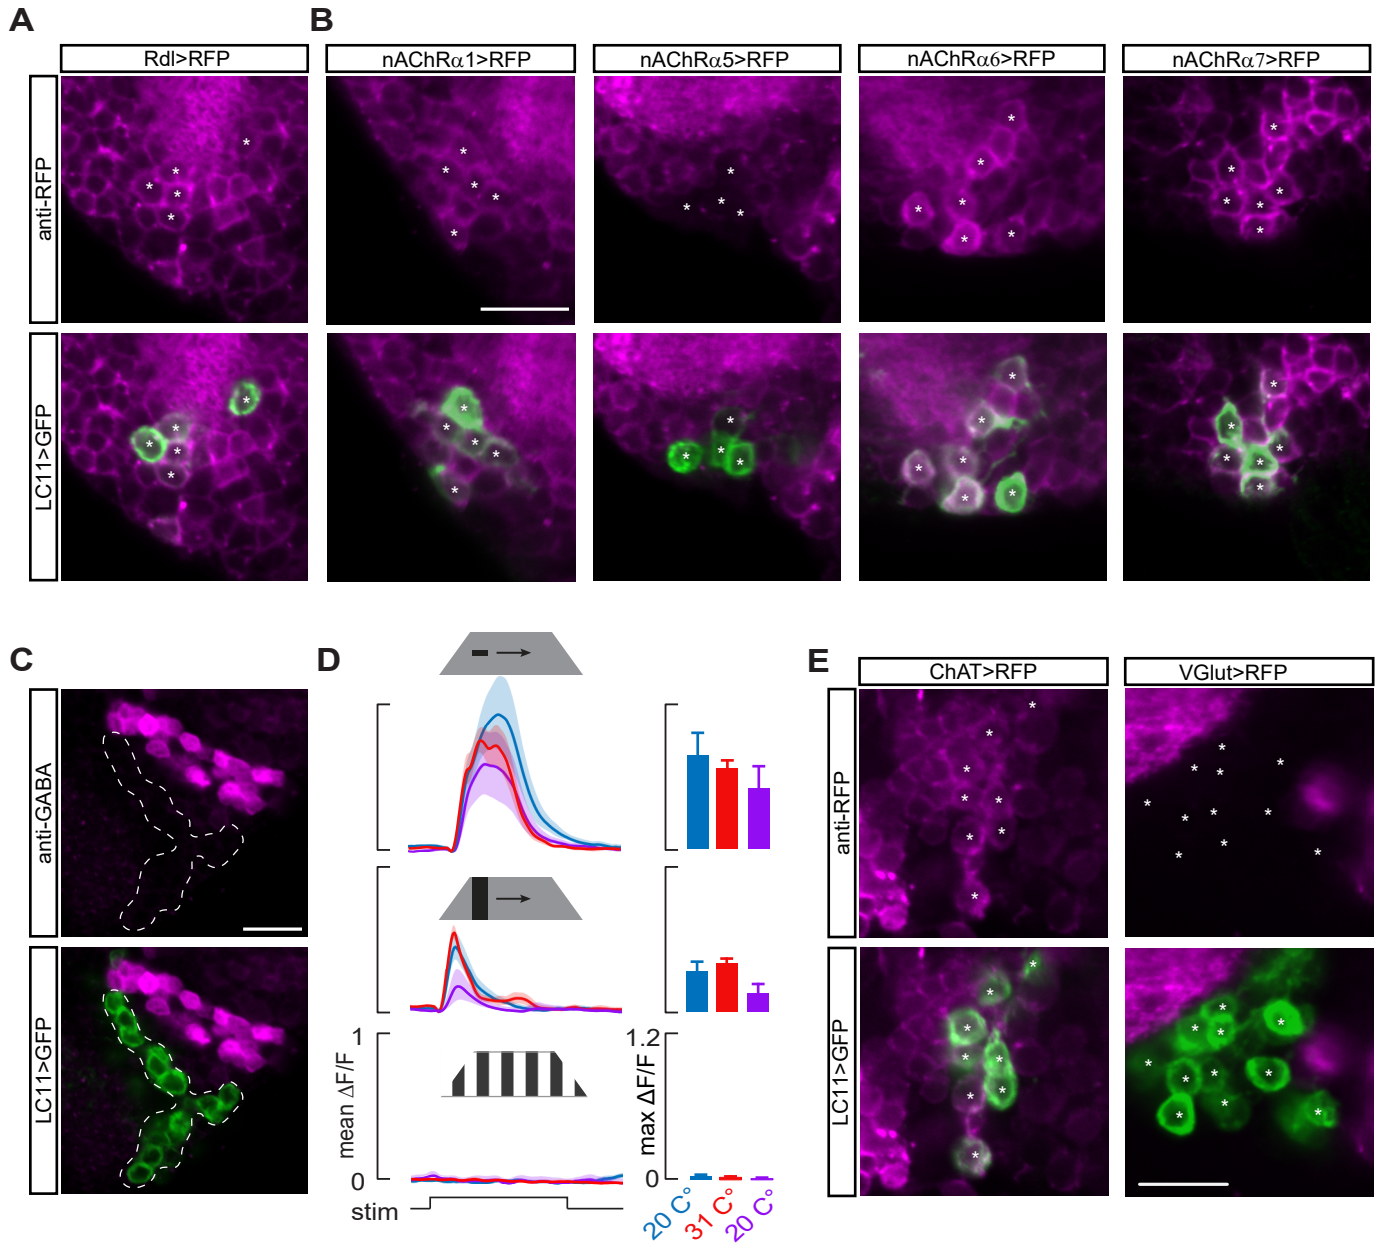 A
B
Rdl>RFP
nAChRα1>RFP
nAChRα5>RFP
nAChRα6>RFP
nAChRα7>RFP
anti-RFP
LC11>GFP
C
D
E
anti-GABA
LC11>GFP
1
mean ΔF/F
0
stim
1.2
max ΔF/F
0
20 C°
31 C°
20 C°
ChAT>RFP
VGlut>RFP
anti-RFP
LC11>GFP